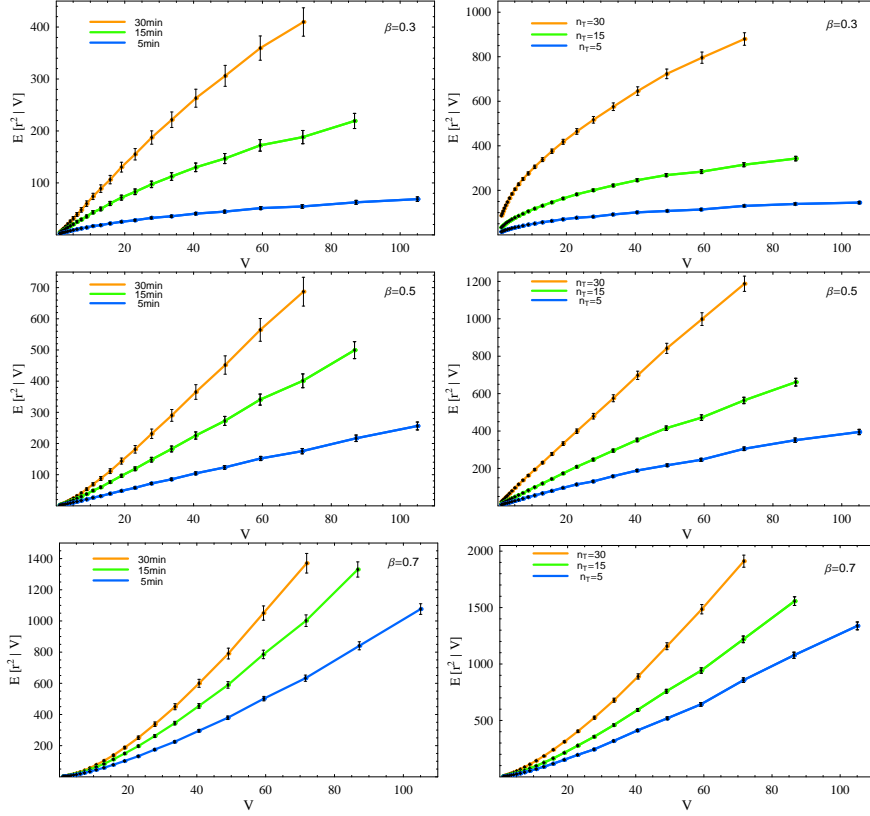 30min
15min
5min
β=0.3
E [r² | V]
400
300
200
100
20 40 60 80 100
V
n_T=30
n_T=15
n_T=5
β=0.3
E [r² | V]
1000
800
600
400
200
20 40 60 80 100
V
30min
15min
5min
β=0.5
E [r² | V]
700
600
500
400
300
200
100
20 40 60 80 100
V
n_T=30
n_T=15
n_T=5
β=0.5
E [r² | V]
1200
1000
800
600
400
200
20 40 60 80 100
V
30min
15min
5min
β=0.7
E [r² | V]
1400
1200
1000
800
600
400
200
20 40 60 80 100
V
n_T=30
n_T=15
n_T=5
β=0.7
E [r² | V]
2000
1500
1000
500
20 40 60 80 100
V